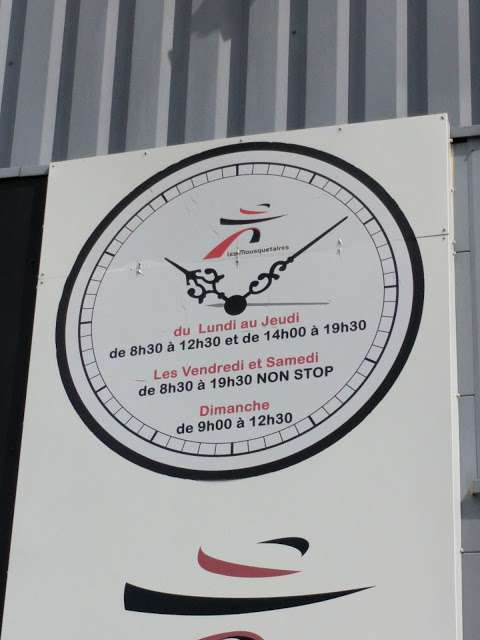 les Mousquetaires
du Lundi au Jeudi
de 8h30 à 12h30 et de 14h00 à 19h30
Les Vendredi et Samedi
de 8h30 à 19h30 NON STOP
Dimanche
de 9h00 à 12h30